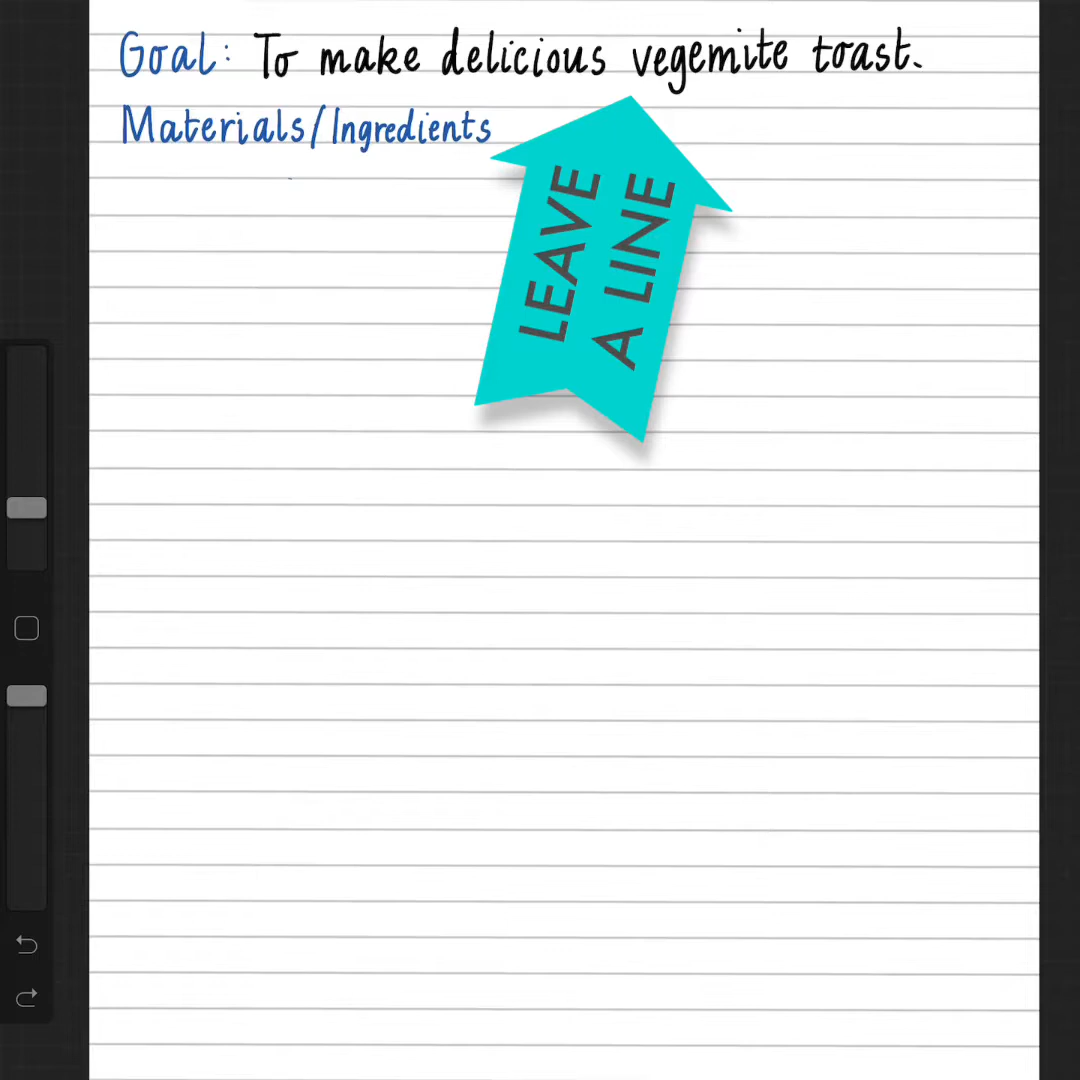 Goal: To make delicious vegemite toast.
Materials/Ingredients
LEAVE
A LINE